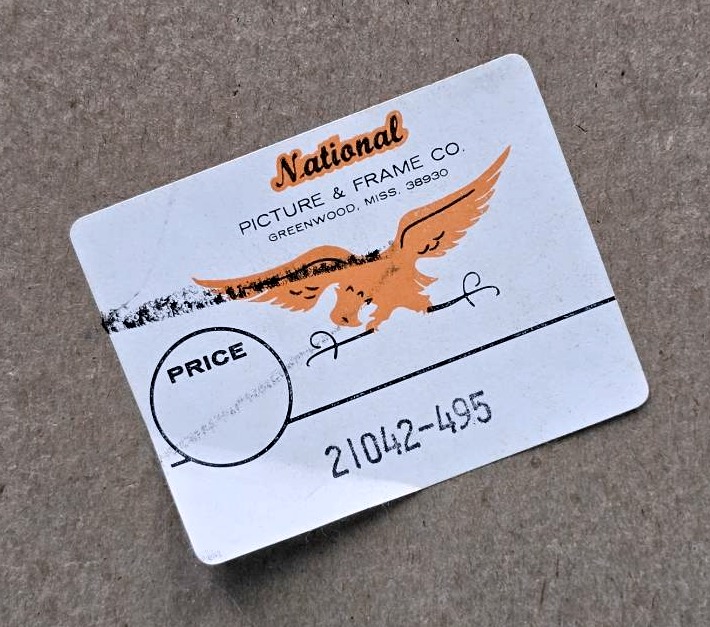 National
PICTURE & FRAME CO.
GREENWOOD, MISS. 38930
PRICE
21042-495